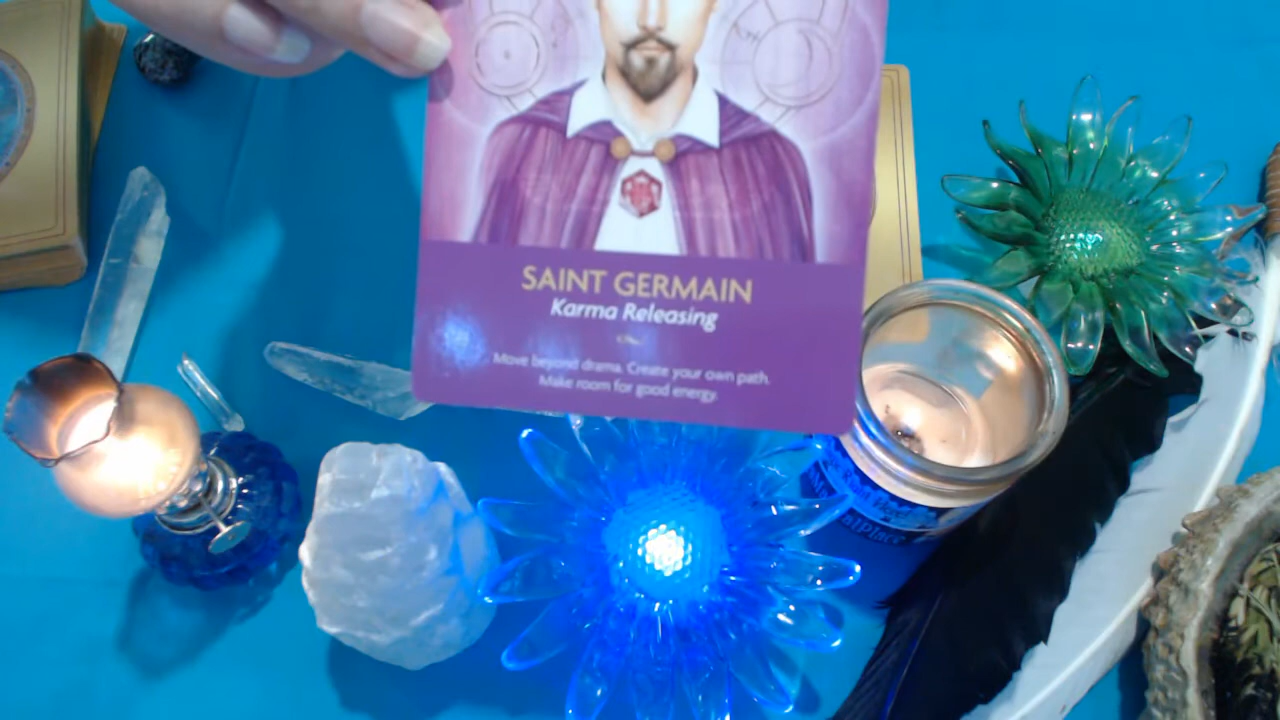 SAINT GERMAIN
Karma Releasing
Move beyond drama. Create your own path.
Make room for good energy.